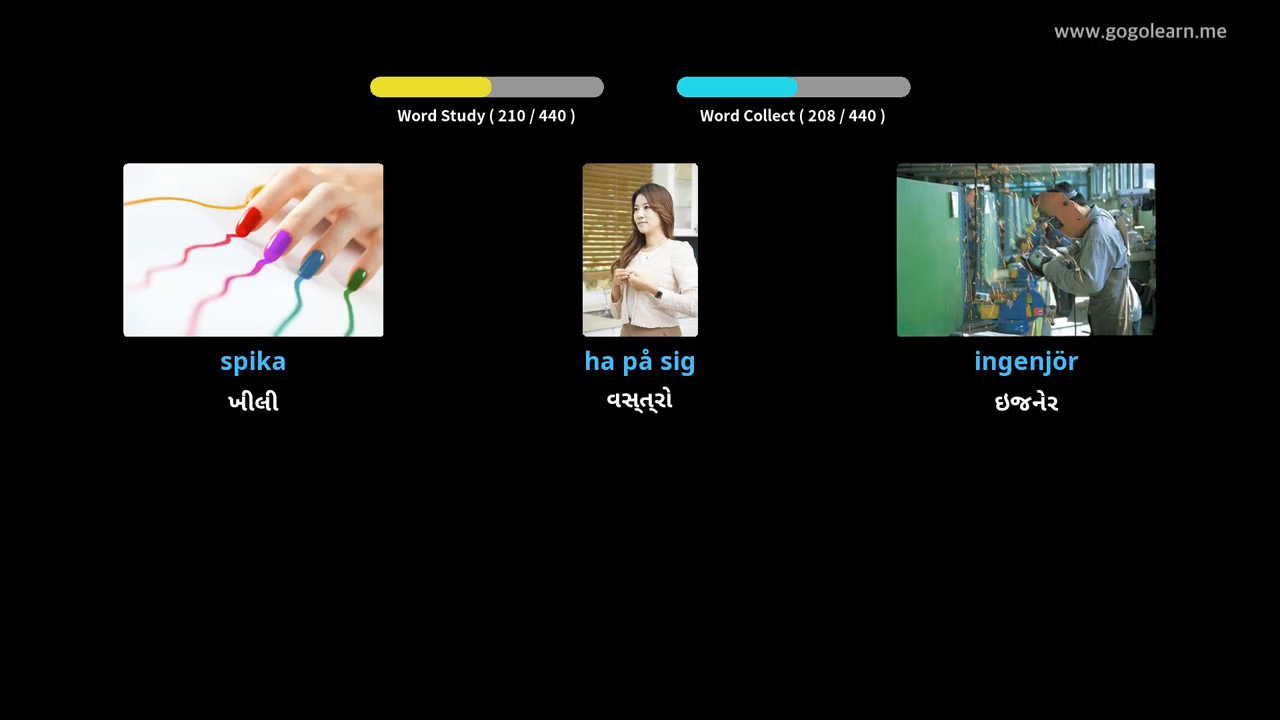 www.gogolearn.me
Word Study ( 210 / 440 )
Word Collect ( 208 / 440 )
spika
ha på sig
ingenjör
ખીલી
વસ્ત્રો
ઇજનેર